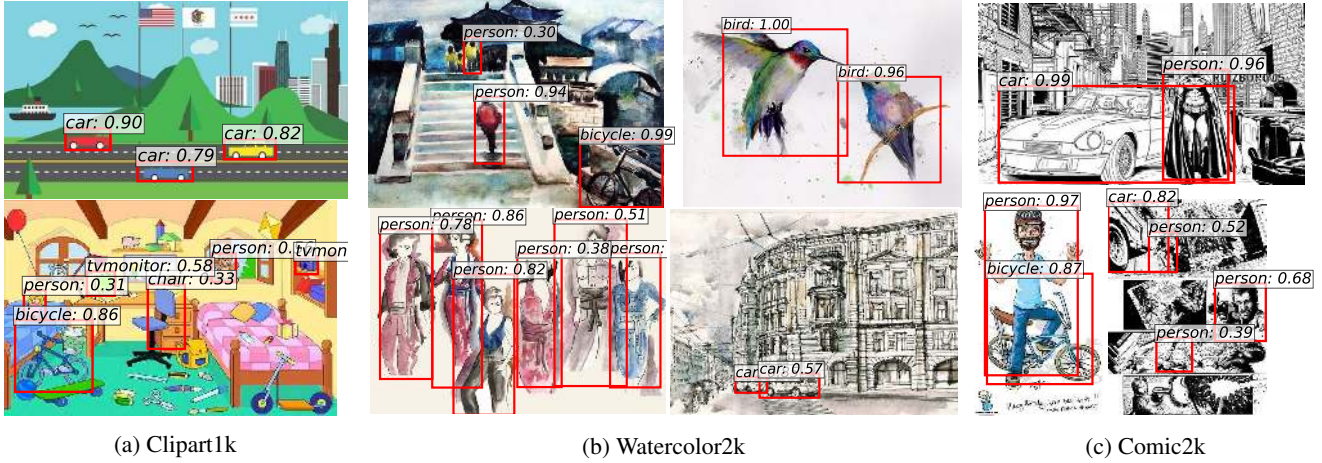 car: 0.90
car: 0.82
car: 0.79
person: 0.
tvmon
tvmonitor: 0.58
chair: 0.33
person: 0.31
bicycle: 0.86
(a) Clipart1k
person: 0.30
person: 0.94
bicycle: 0.99
bird: 1.00
bird: 0.96
person: 0.86
person: 0.51
person: 0.78
person: 0.38
person:
person: 0.82
car
car: 0.57
(b) Watercolor2k
person: 0.96
car: 0.99
person: 0.97
car: 0.82
person: 0.52
bicycle: 0.87
person: 0.68
person: 0.39
(c) Comic2k